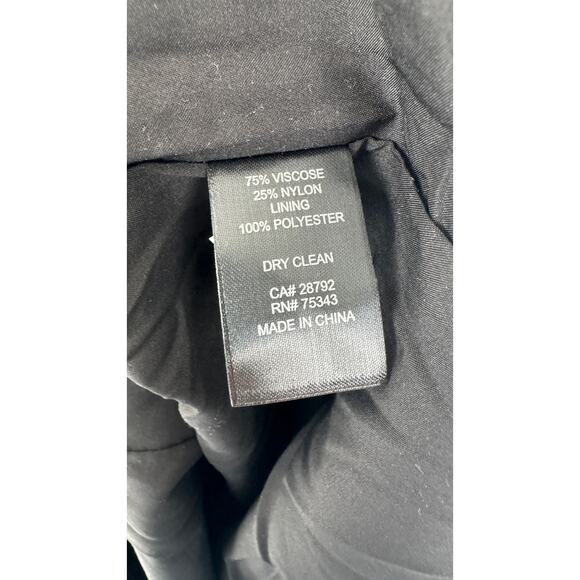 75% VISCOSE
25% NYLON
LINING
100% POLYESTER
DRY CLEAN
CA# 28792
RN# 75343
MADE IN CHINA